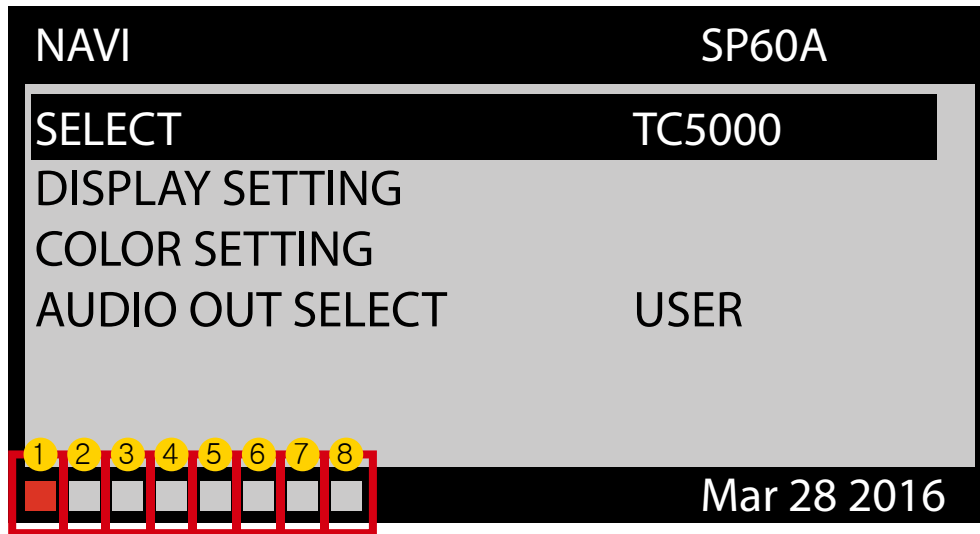 NAVI SP60A
SELECT TC5000
DISPLAY SETTING
COLOR SETTING
AUDIO OUT SELECT USER
1 2 3 4 5 6 7 8
Mar 28 2016